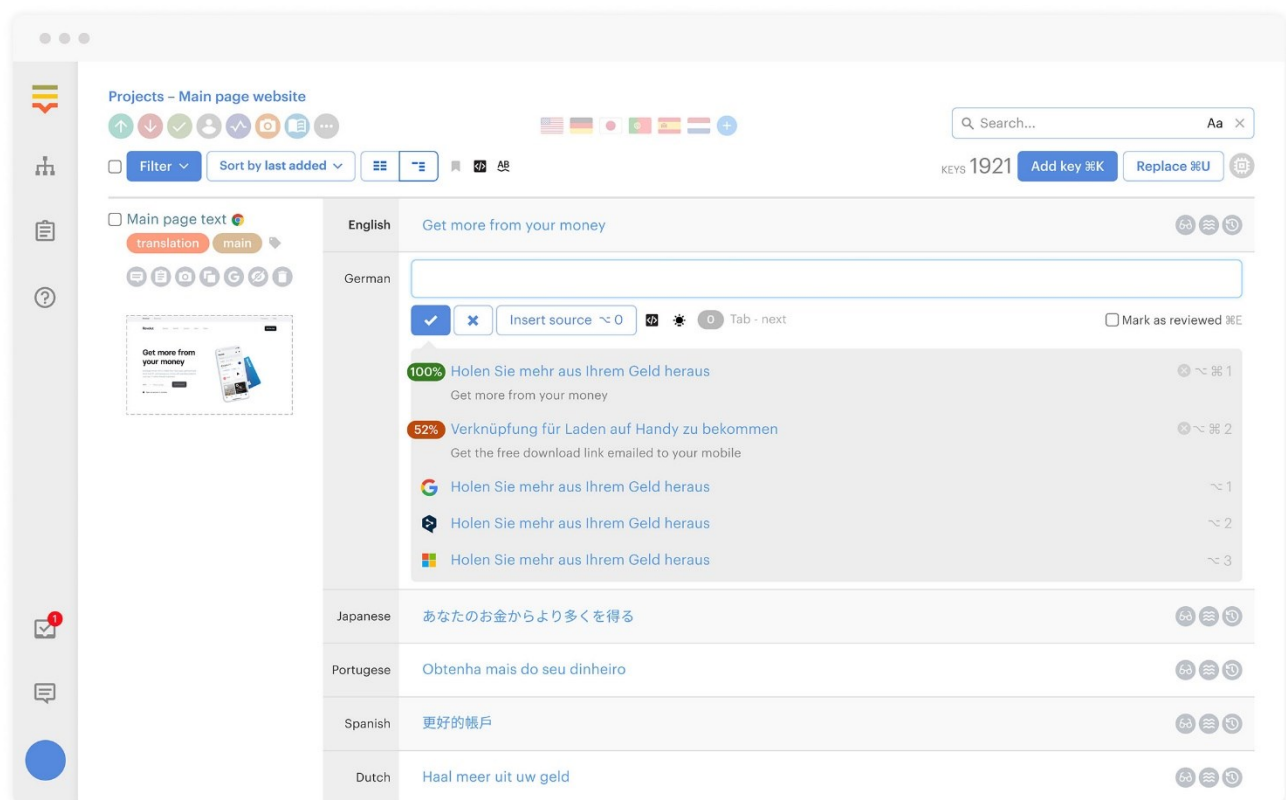 Projects – Main page website
Search... Aa
Filter Sort by last added AB KEYS 1921 Add key ⌘K Replace ⌘U
Main page text
translation main
Get more from
your money
English Get more from your money
German
Insert source ⌥ 0 0 Tab - next Mark as reviewed ⌘E
100% Holen Sie mehr aus Ihrem Geld heraus ⌥ ⌘ 1
Get more from your money
52% Verknüpfung für Laden auf Handy zu bekommen ⌥ ⌘ 2
Get the free download link emailed to your mobile
Holen Sie mehr aus Ihrem Geld heraus ⌥ 1
Holen Sie mehr aus Ihrem Geld heraus ⌥ 2
Holen Sie mehr aus Ihrem Geld heraus ⌥ 3
Japanese あなたのお金からより多くを得る
1
Portugese Obtenha mais do seu dinheiro
Spanish 更好的帳戶
Dutch Haal meer uit uw geld